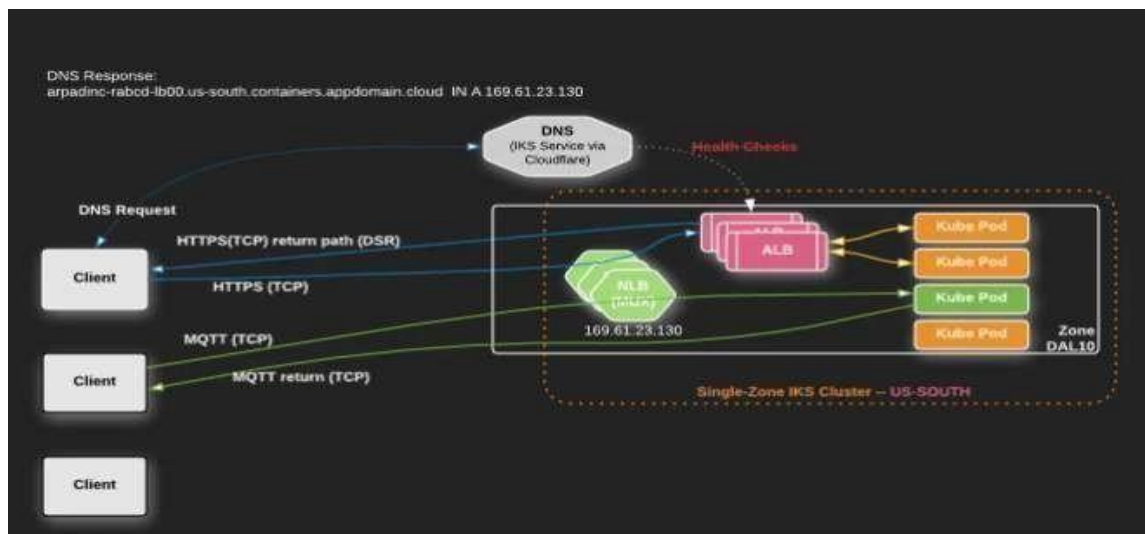 DNS Response:
arpadinc-rabcd-lb00.us-south.containers.appdomain.cloud IN A 169.61.23.130
DNS
(IKS Service via
Cloudflare)
Health Checks
DNS Request
HTTPS(TCP) return path (DSR)
Client
HTTPS (TCP)
ALB
ALB
Kube Pod
Kube Pod
NLB
(MUX)
Kube Pod
169.61.23.130
Kube Pod
Zone
DAL10
MQTT (TCP)
Client
MQTT return (TCP)
Single-Zone IKS Cluster – US-SOUTH
Client